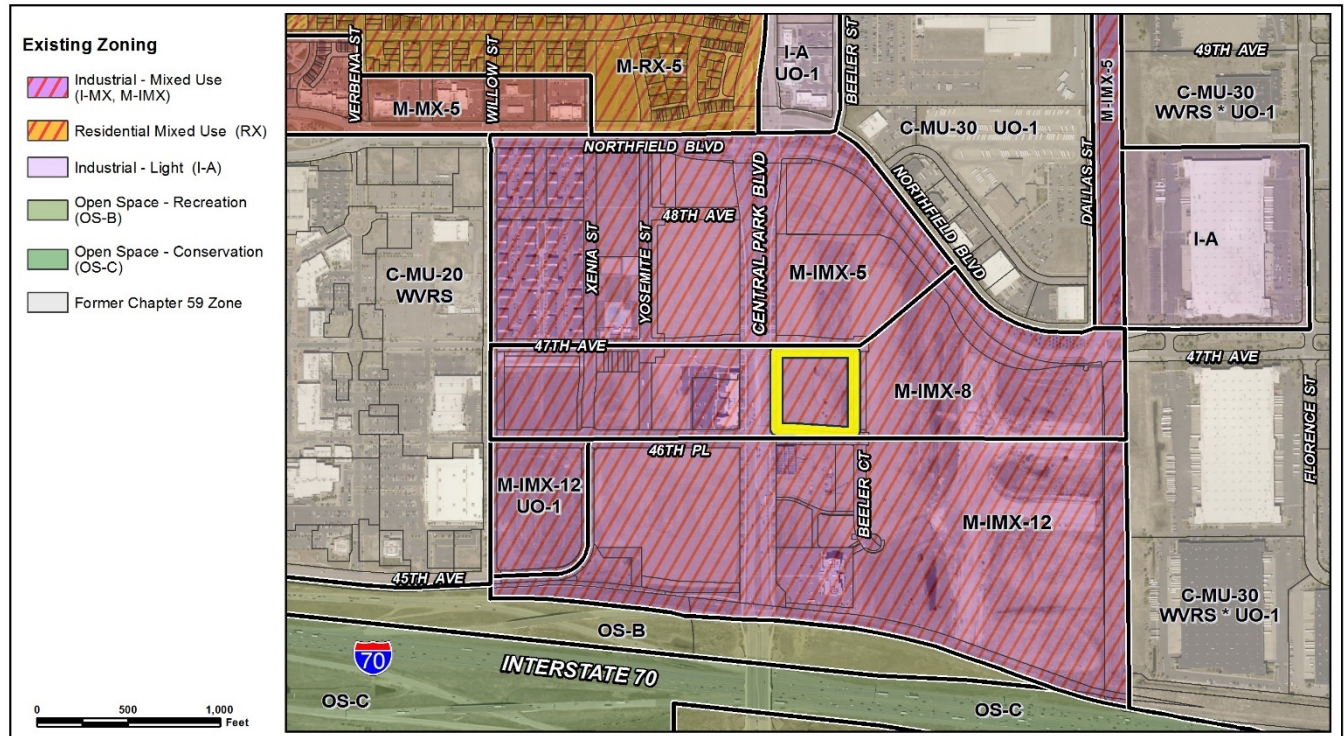 Existing Zoning
Industrial - Mixed Use
(I-MX, M-IMX)
Residential Mixed Use (RX)
Industrial - Light (I-A)
Open Space - Recreation
(OS-B)
Open Space - Conservation
(OS-C)
Former Chapter 59 Zone
0 500 1,000
Feet
VERBENA ST
WILLOW ST
M-MX-5
M-RX-5
I-A
UO-1
BEELER ST
C-MU-30 UO-1
DALLAS ST
M-IMX-5
49TH AVE
C-MU-30
WVRS * UO-1
NORTHFIELD BLVD
NORTHFIELD BLVD
I-A
C-MU-20
WVRS
XENIA ST
YOSEMITE ST
48TH AVE
CENTRAL PARK BLVD
M-IMX-5
47TH AVE
47TH AVE
M-IMX-8
FLORENCE ST
46TH PL
BEELER CT
M-IMX-12
UO-1
M-IMX-12
45TH AVE
C-MU-30
WVRS * UO-1
OS-B
70
INTERSTATE 70
OS-C
OS-C